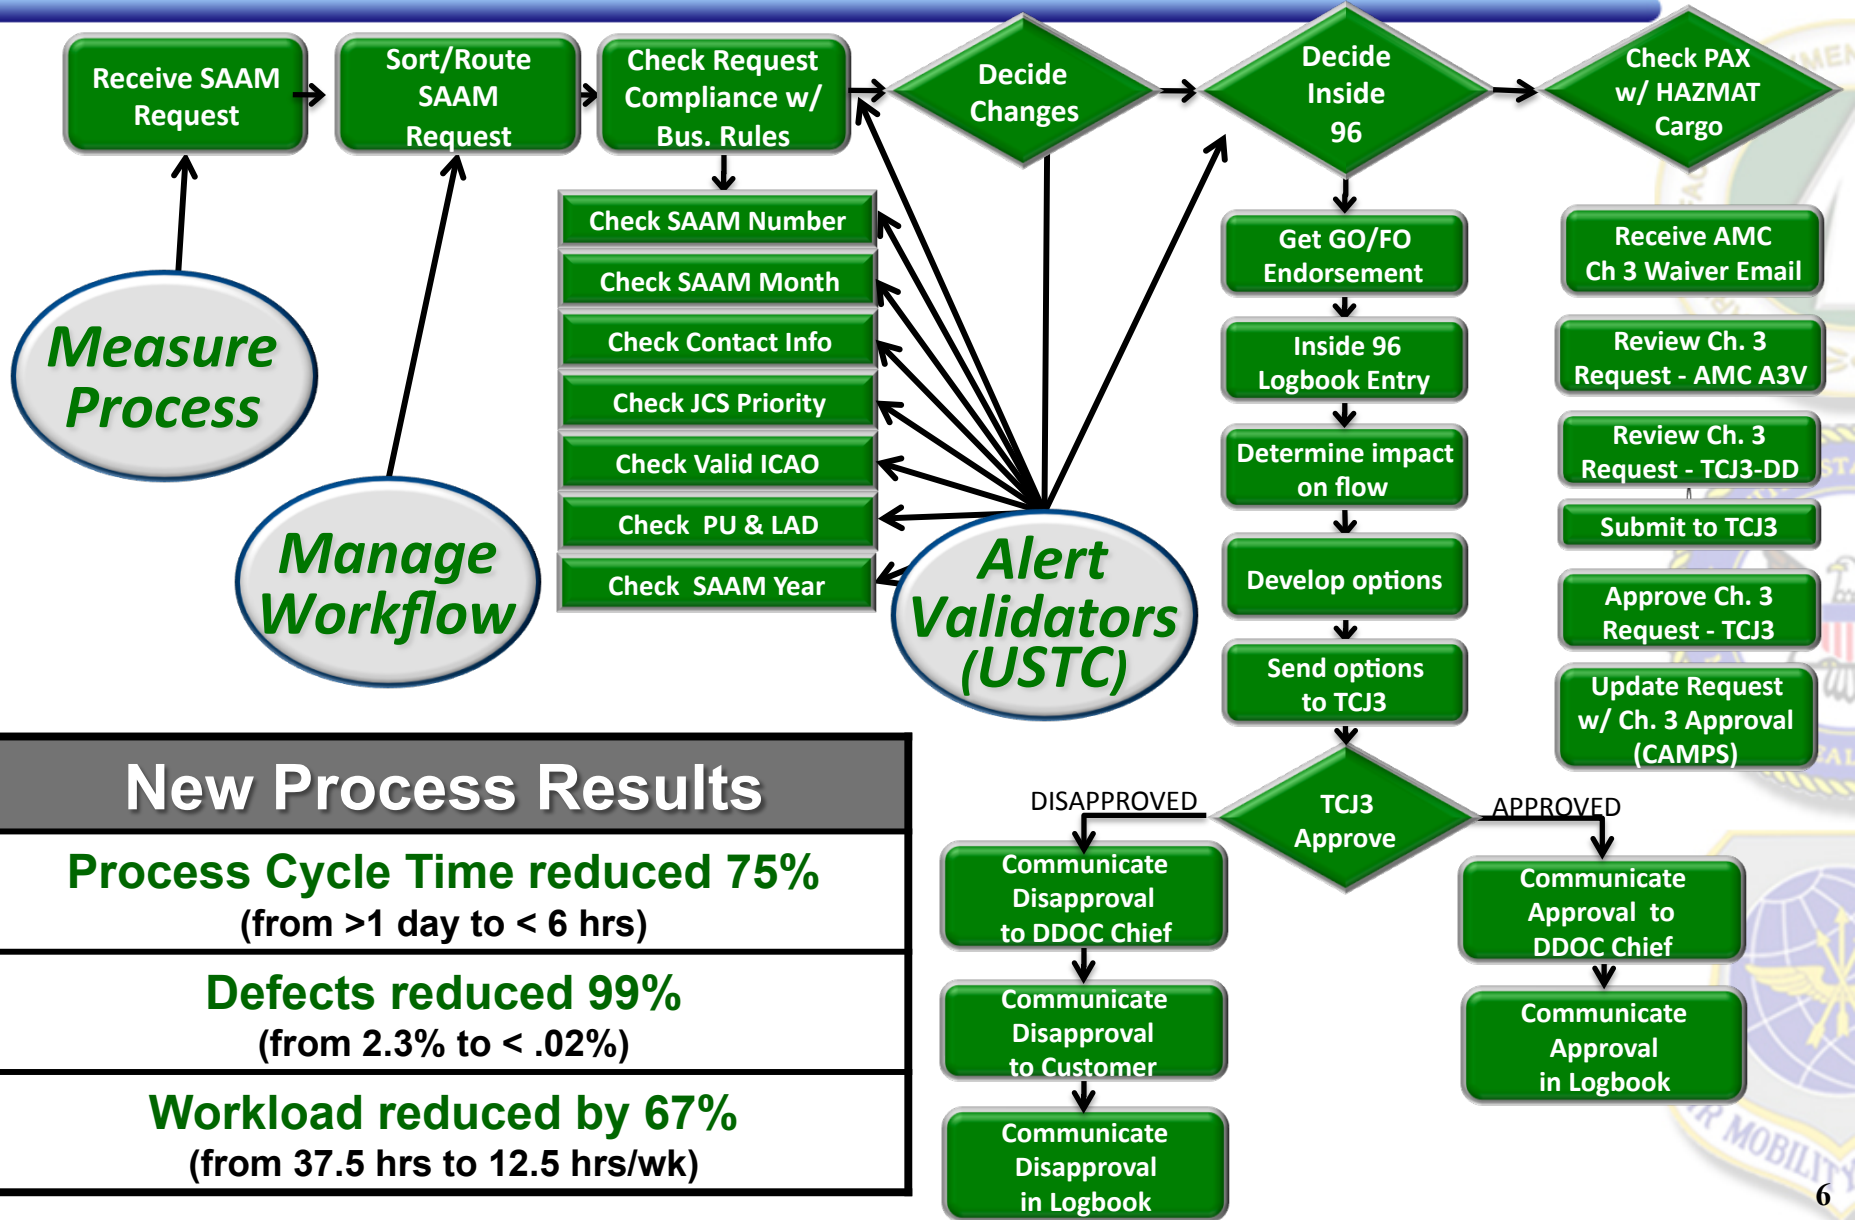 Receive SAAM
Request
Sort/Route
SAAM
Request
Check Request
Compliance w/
Bus. Rules
Decide
Changes
Decide
Inside
96
Check PAX
w/ HAZMAT
Cargo
Check SAAM Number
Check SAAM Month
Check Contact Info
Check JCS Priority
Check Valid ICAO
Check  PU & LAD
Check  SAAM Year
Measure
Process
Manage
Workflow
Alert
Validators
(USTC)
Get GO/FO
Endorsement
Inside 96
Logbook Entry
Determine impact
on flow
Develop options
Send options
to TCJ3
TCJ3
Approve
Receive AMC
Ch 3 Waiver Email
Review Ch. 3
Request - AMC A3V
Review Ch. 3
Request - TCJ3-DD
Submit to TCJ3
Approve Ch. 3
Request - TCJ3
Update Request
w/ Ch. 3 Approval
(CAMPS)
DISAPPROVED
APPROVED
Communicate
Disapproval
to DDOC Chief
Communicate
Disapproval
to Customer
Communicate
Disapproval
in Logbook
Communicate
Approval  to
DDOC Chief
Communicate
Approval
in Logbook
New Process Results
Process Cycle Time reduced 75%
(from >1 day to < 6 hrs)
Defects reduced 99%
(from 2.3% to < .02%)
Workload reduced by 67%
(from 37.5 hrs to 12.5 hrs/wk)
MOBILITY
6